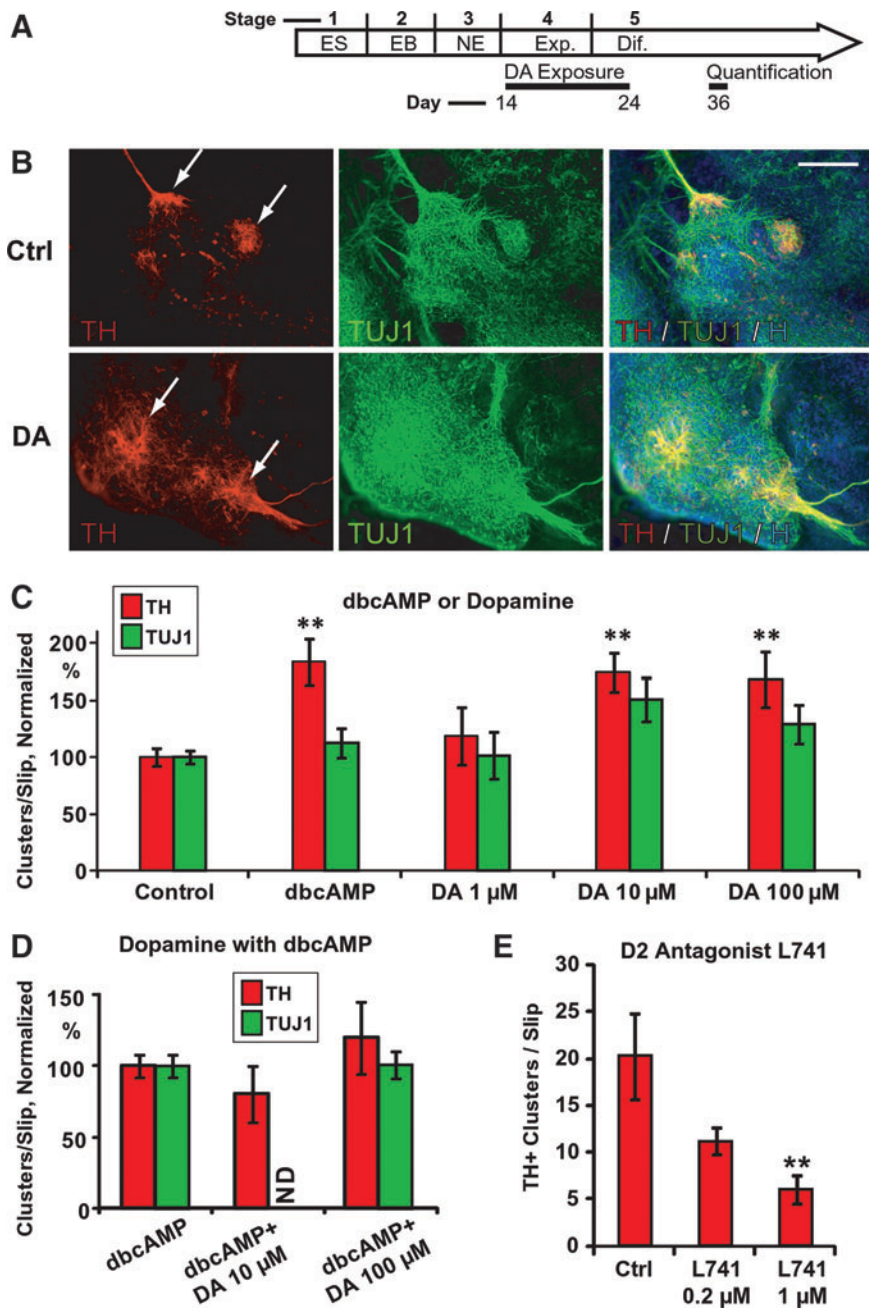 A
Stage 1 2 3 4 5
ES EB NE Exp. Dif.
DA Exposure Quantification
Day 14 24 36
B
Ctrl
TH
TUJ1
TH / TUJ1 / H
DA
TH
TUJ1
TH / TUJ1 / H
C
dbcAMP or Dopamine
TH
TUJ1
Clusters/Slip, Normalized
%
200
150
100
50
0
** ** **
Control dbcAMP DA 1 µM DA 10 µM DA 100 µM
D
Dopamine with dbcAMP
TH
TUJ1
Clusters/Slip, Normalized
%
150
100
50
0
ND
dbcAMP
dbcAMP+
DA 10 µM
dbcAMP+
DA 100 µM
E
D2 Antagonist L741
TH+ Clusters / Slip
30
25
20
15
10
5
0
**
Ctrl L741 L741
0.2 µM 1 µM